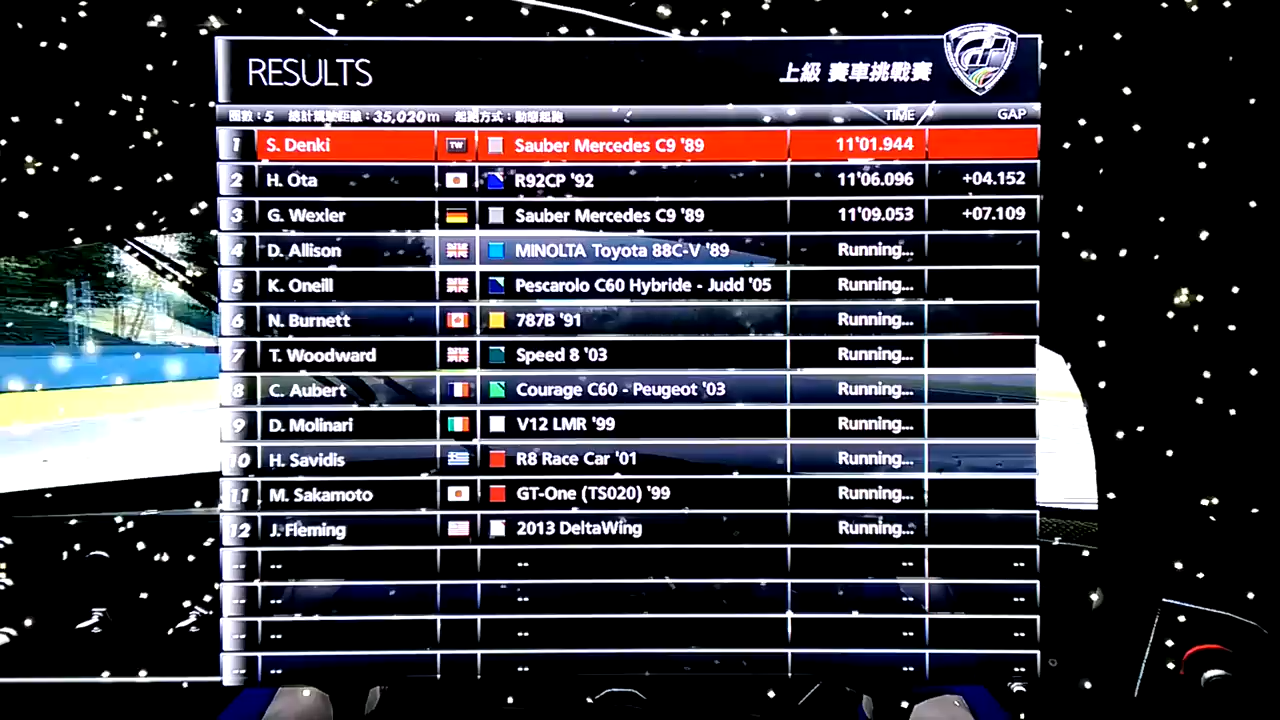 RESULTS
上級 賽車挑戰賽
圈數：5 總計駕駛距離：35,020m 起跑方式：動態起跑 TIME GAP
1 S. Denki TW Sauber Mercedes C9 '89 11'01.944
2 H. Ota R92CP '92 11'06.096 +04.152
3 G. Wexler Sauber Mercedes C9 '89 11'09.053 +07.109
4 D. Allison MINOLTA Toyota 88C-V '89 Running...
5 K. Oneill Pescarolo C60 Hybride - Judd '05 Running...
6 N. Burnett 787B '91 Running...
7 T. Woodward Speed 8 '03 Running...
8 C. Aubert Courage C60 - Peugeot '03 Running...
9 D. Molinari V12 LMR '99 Running...
10 H. Savidis R8 Race Car '01 Running...
11 M. Sakamoto GT-One (TS020) '99 Running...
12 J. Fleming 2013 DeltaWing Running...
-- -- -- -- --
-- -- -- -- --
-- -- -- -- --
-- -- -- -- --